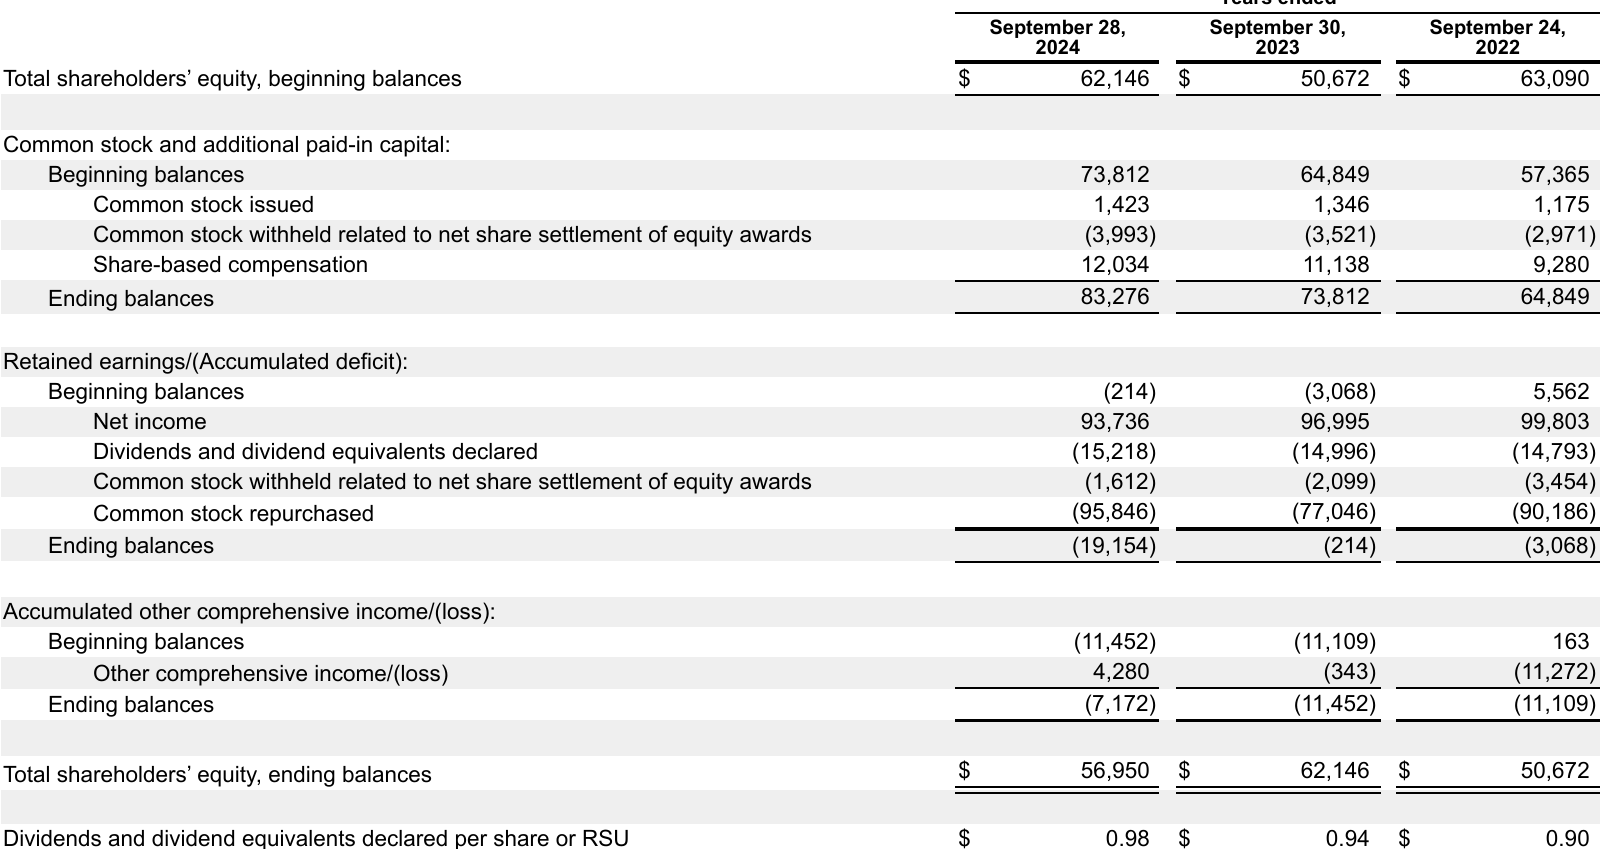 Years ended
September 28, 2024 September 30, 2023 September 24, 2022
Total shareholders’ equity, beginning balances $ 62,146 $ 50,672 $ 63,090
Common stock and additional paid-in capital:
Beginning balances 73,812 64,849 57,365
Common stock issued 1,423 1,346 1,175
Common stock withheld related to net share settlement of equity awards (3,993) (3,521) (2,971)
Share-based compensation 12,034 11,138 9,280
Ending balances 83,276 73,812 64,849
Retained earnings/(Accumulated deficit):
Beginning balances (214) (3,068) 5,562
Net income 93,736 96,995 99,803
Dividends and dividend equivalents declared (15,218) (14,996) (14,793)
Common stock withheld related to net share settlement of equity awards (1,612) (2,099) (3,454)
Common stock repurchased (95,846) (77,046) (90,186)
Ending balances (19,154) (214) (3,068)
Accumulated other comprehensive income/(loss):
Beginning balances (11,452) (11,109) 163
Other comprehensive income/(loss) 4,280 (343) (11,272)
Ending balances (7,172) (11,452) (11,109)
Total shareholders’ equity, ending balances $ 56,950 $ 62,146 $ 50,672
Dividends and dividend equivalents declared per share or RSU $ 0.98 $ 0.94 $ 0.90